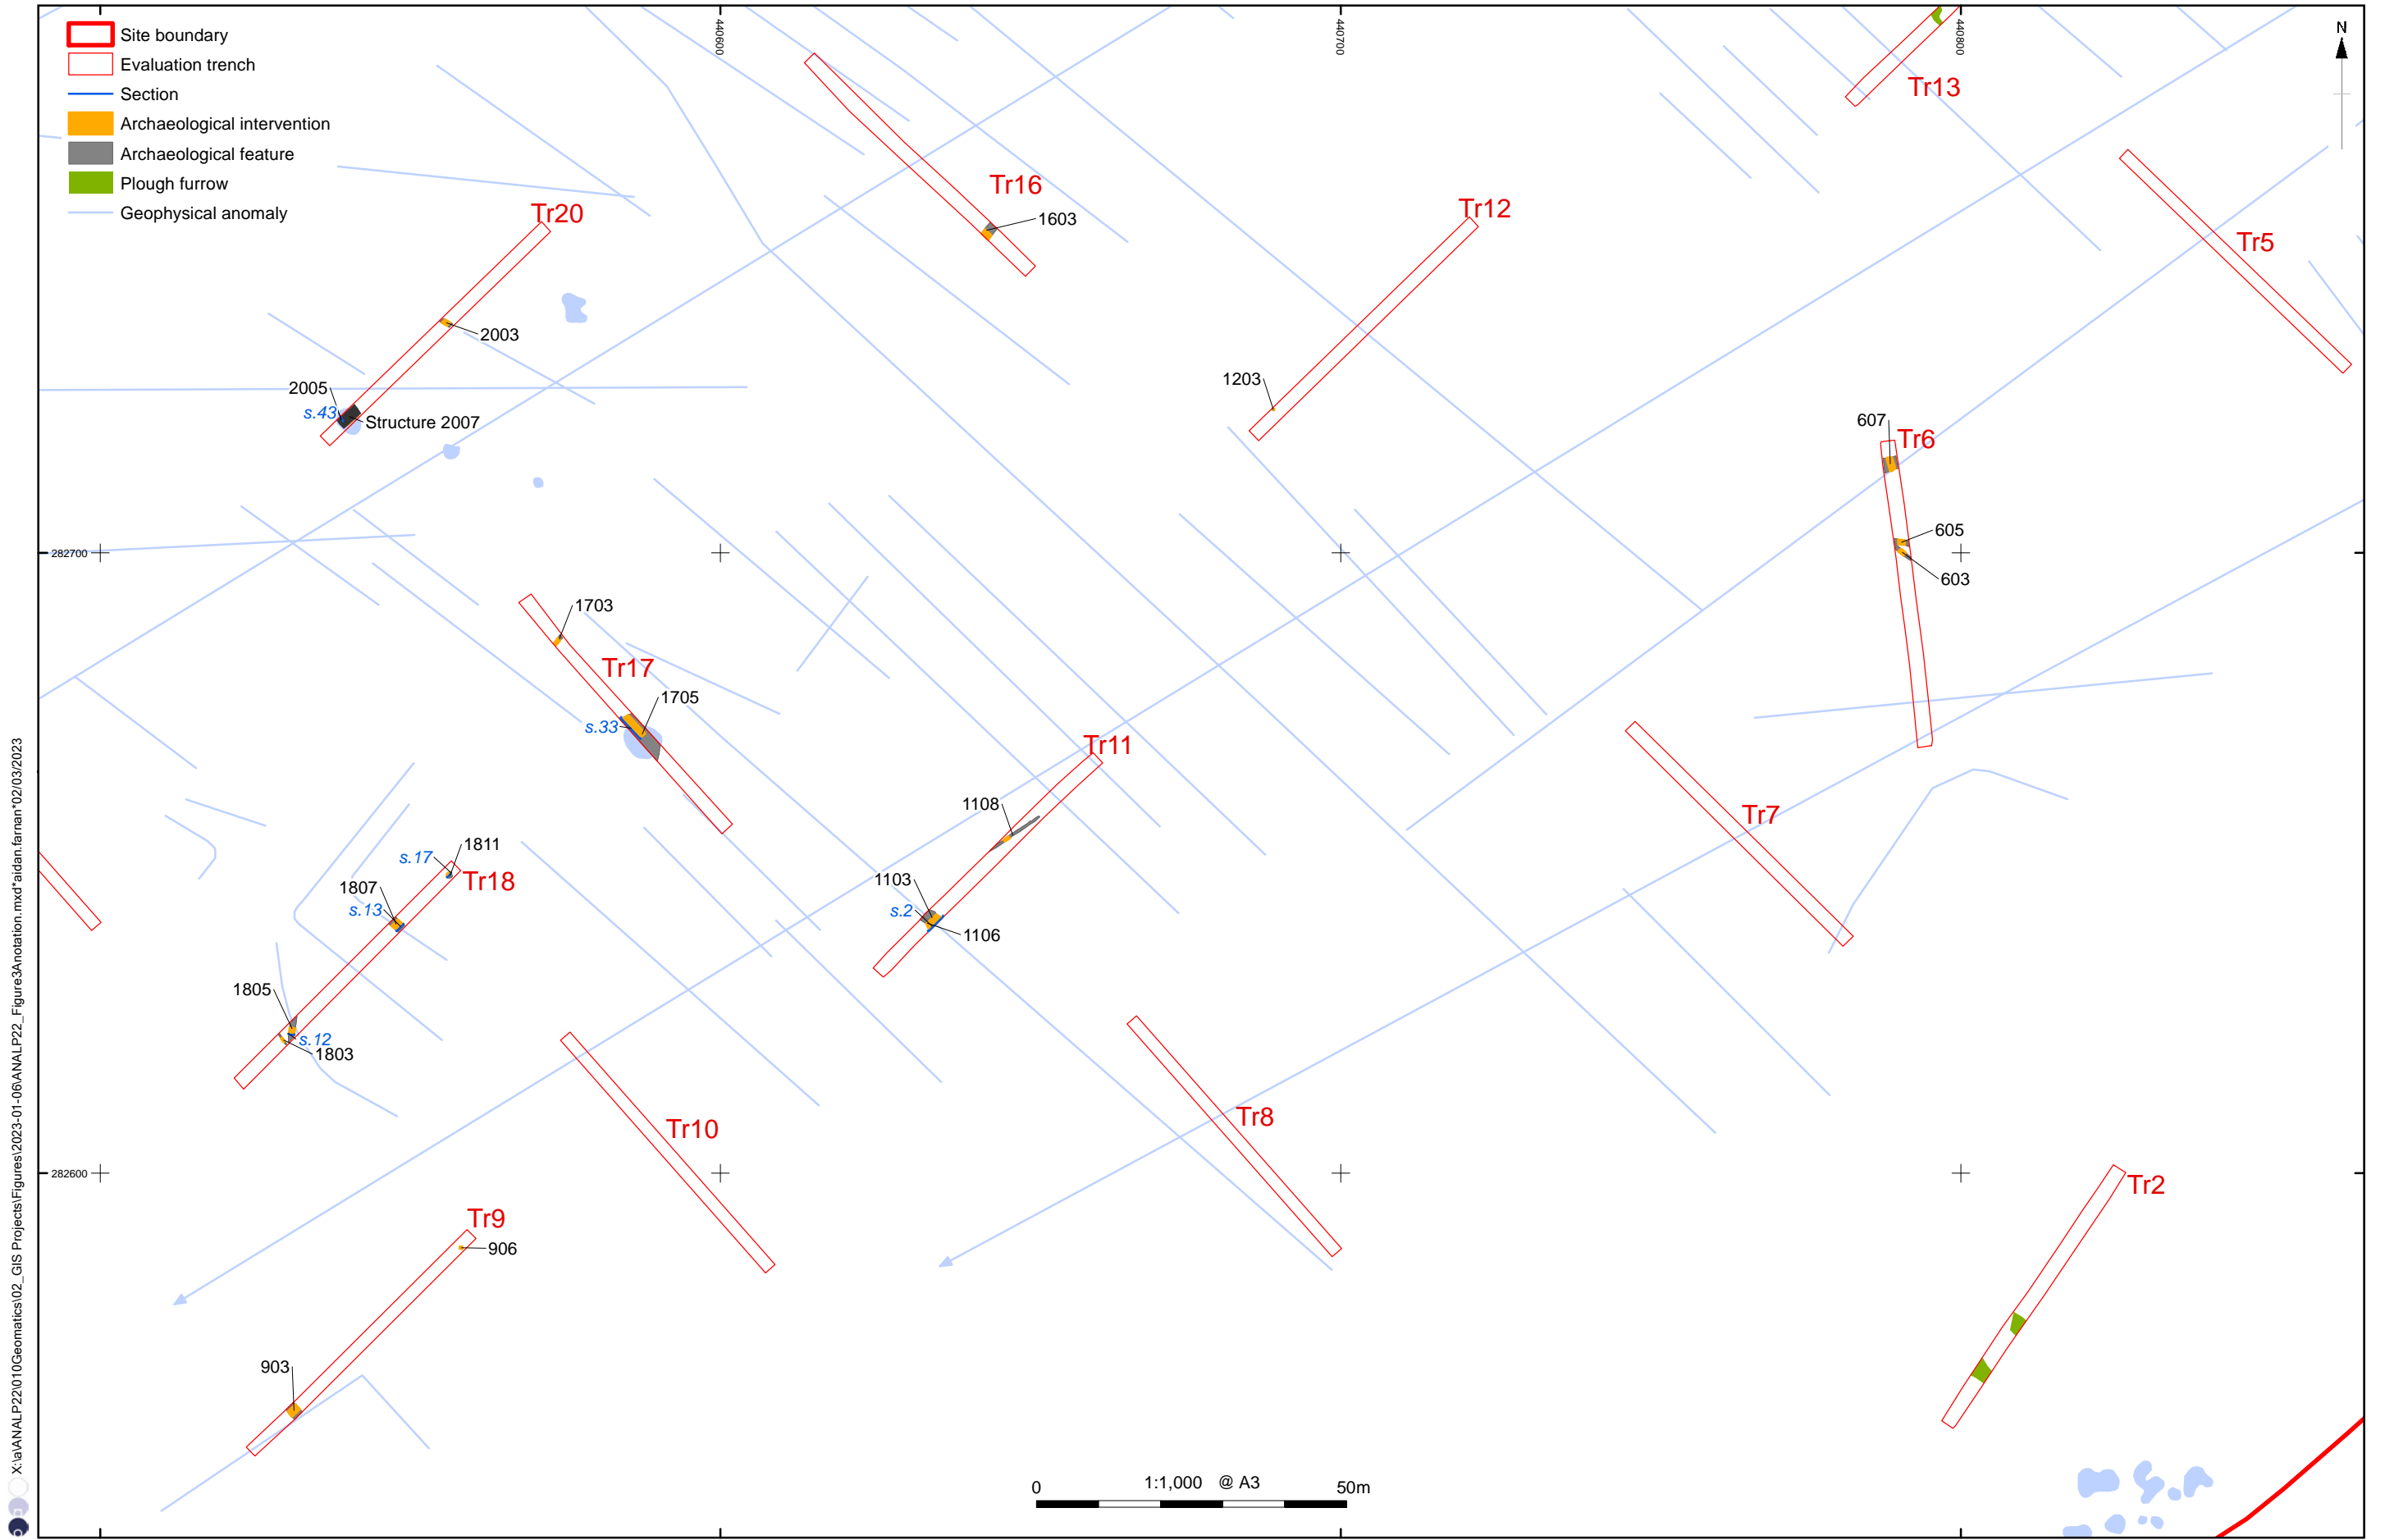 Site boundary
Evaluation trench
Section
Archaeological intervention
Archaeological feature
Plough furrow
Geophysical anomaly
440600
440700
440800
N
Tr13
Tr16
1603
Tr12
Tr5
Tr20
2003
2005
s.43
Structure 2007
1203
607
Tr6
605
603
282700
1703
Tr17
1705
s.33
Tr11
1108
Tr7
1811
s.17
Tr18
1807
s.13
1103
s.2
1106
1805
s.12
1803
Tr10
Tr8
282600
Tr2
Tr9
906
903
0
1:1,000 @ A3
50m
X:\a\ANALP22\010Geomatics\02_GIS Projects\Figures\2023-01-06\ANALP22_Figure3Anotation.mxd*aidan.farnan*02/03/2023